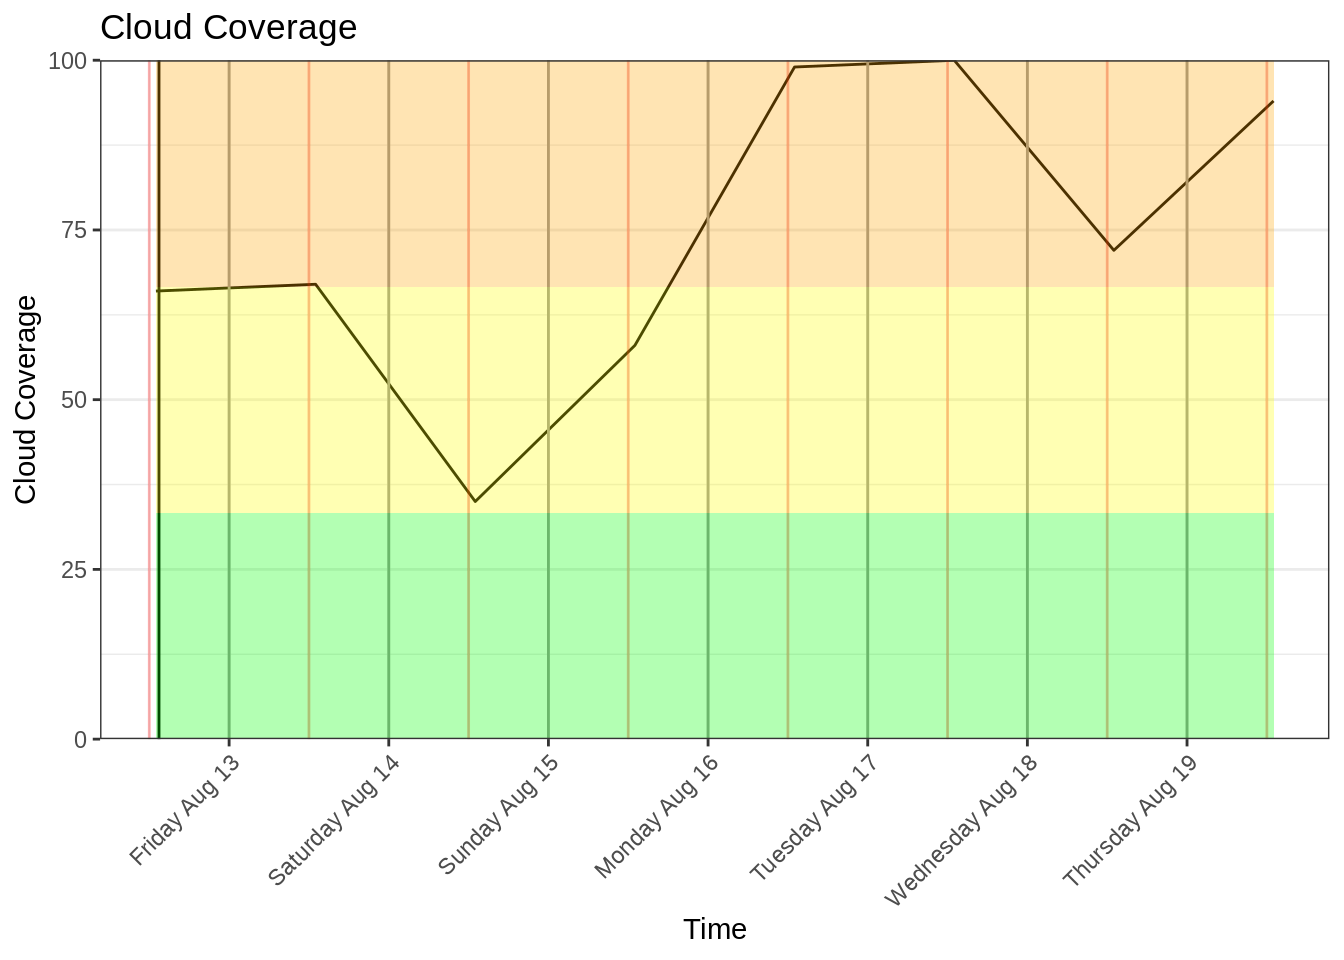 Cloud Coverage
100
75
50
25
0
Cloud Coverage
Friday Aug 13
Saturday Aug 14
Sunday Aug 15
Monday Aug 16
Tuesday Aug 17
Wednesday Aug 18
Thursday Aug 19
Time